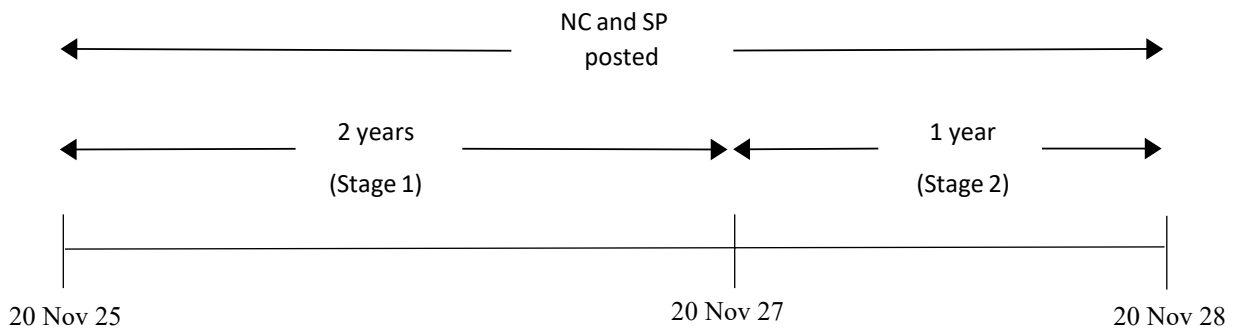 NC and SP
posted
2 years
1 year
(Stage 1)
(Stage 2)
20 Nov 25
20 Nov 27
20 Nov 28